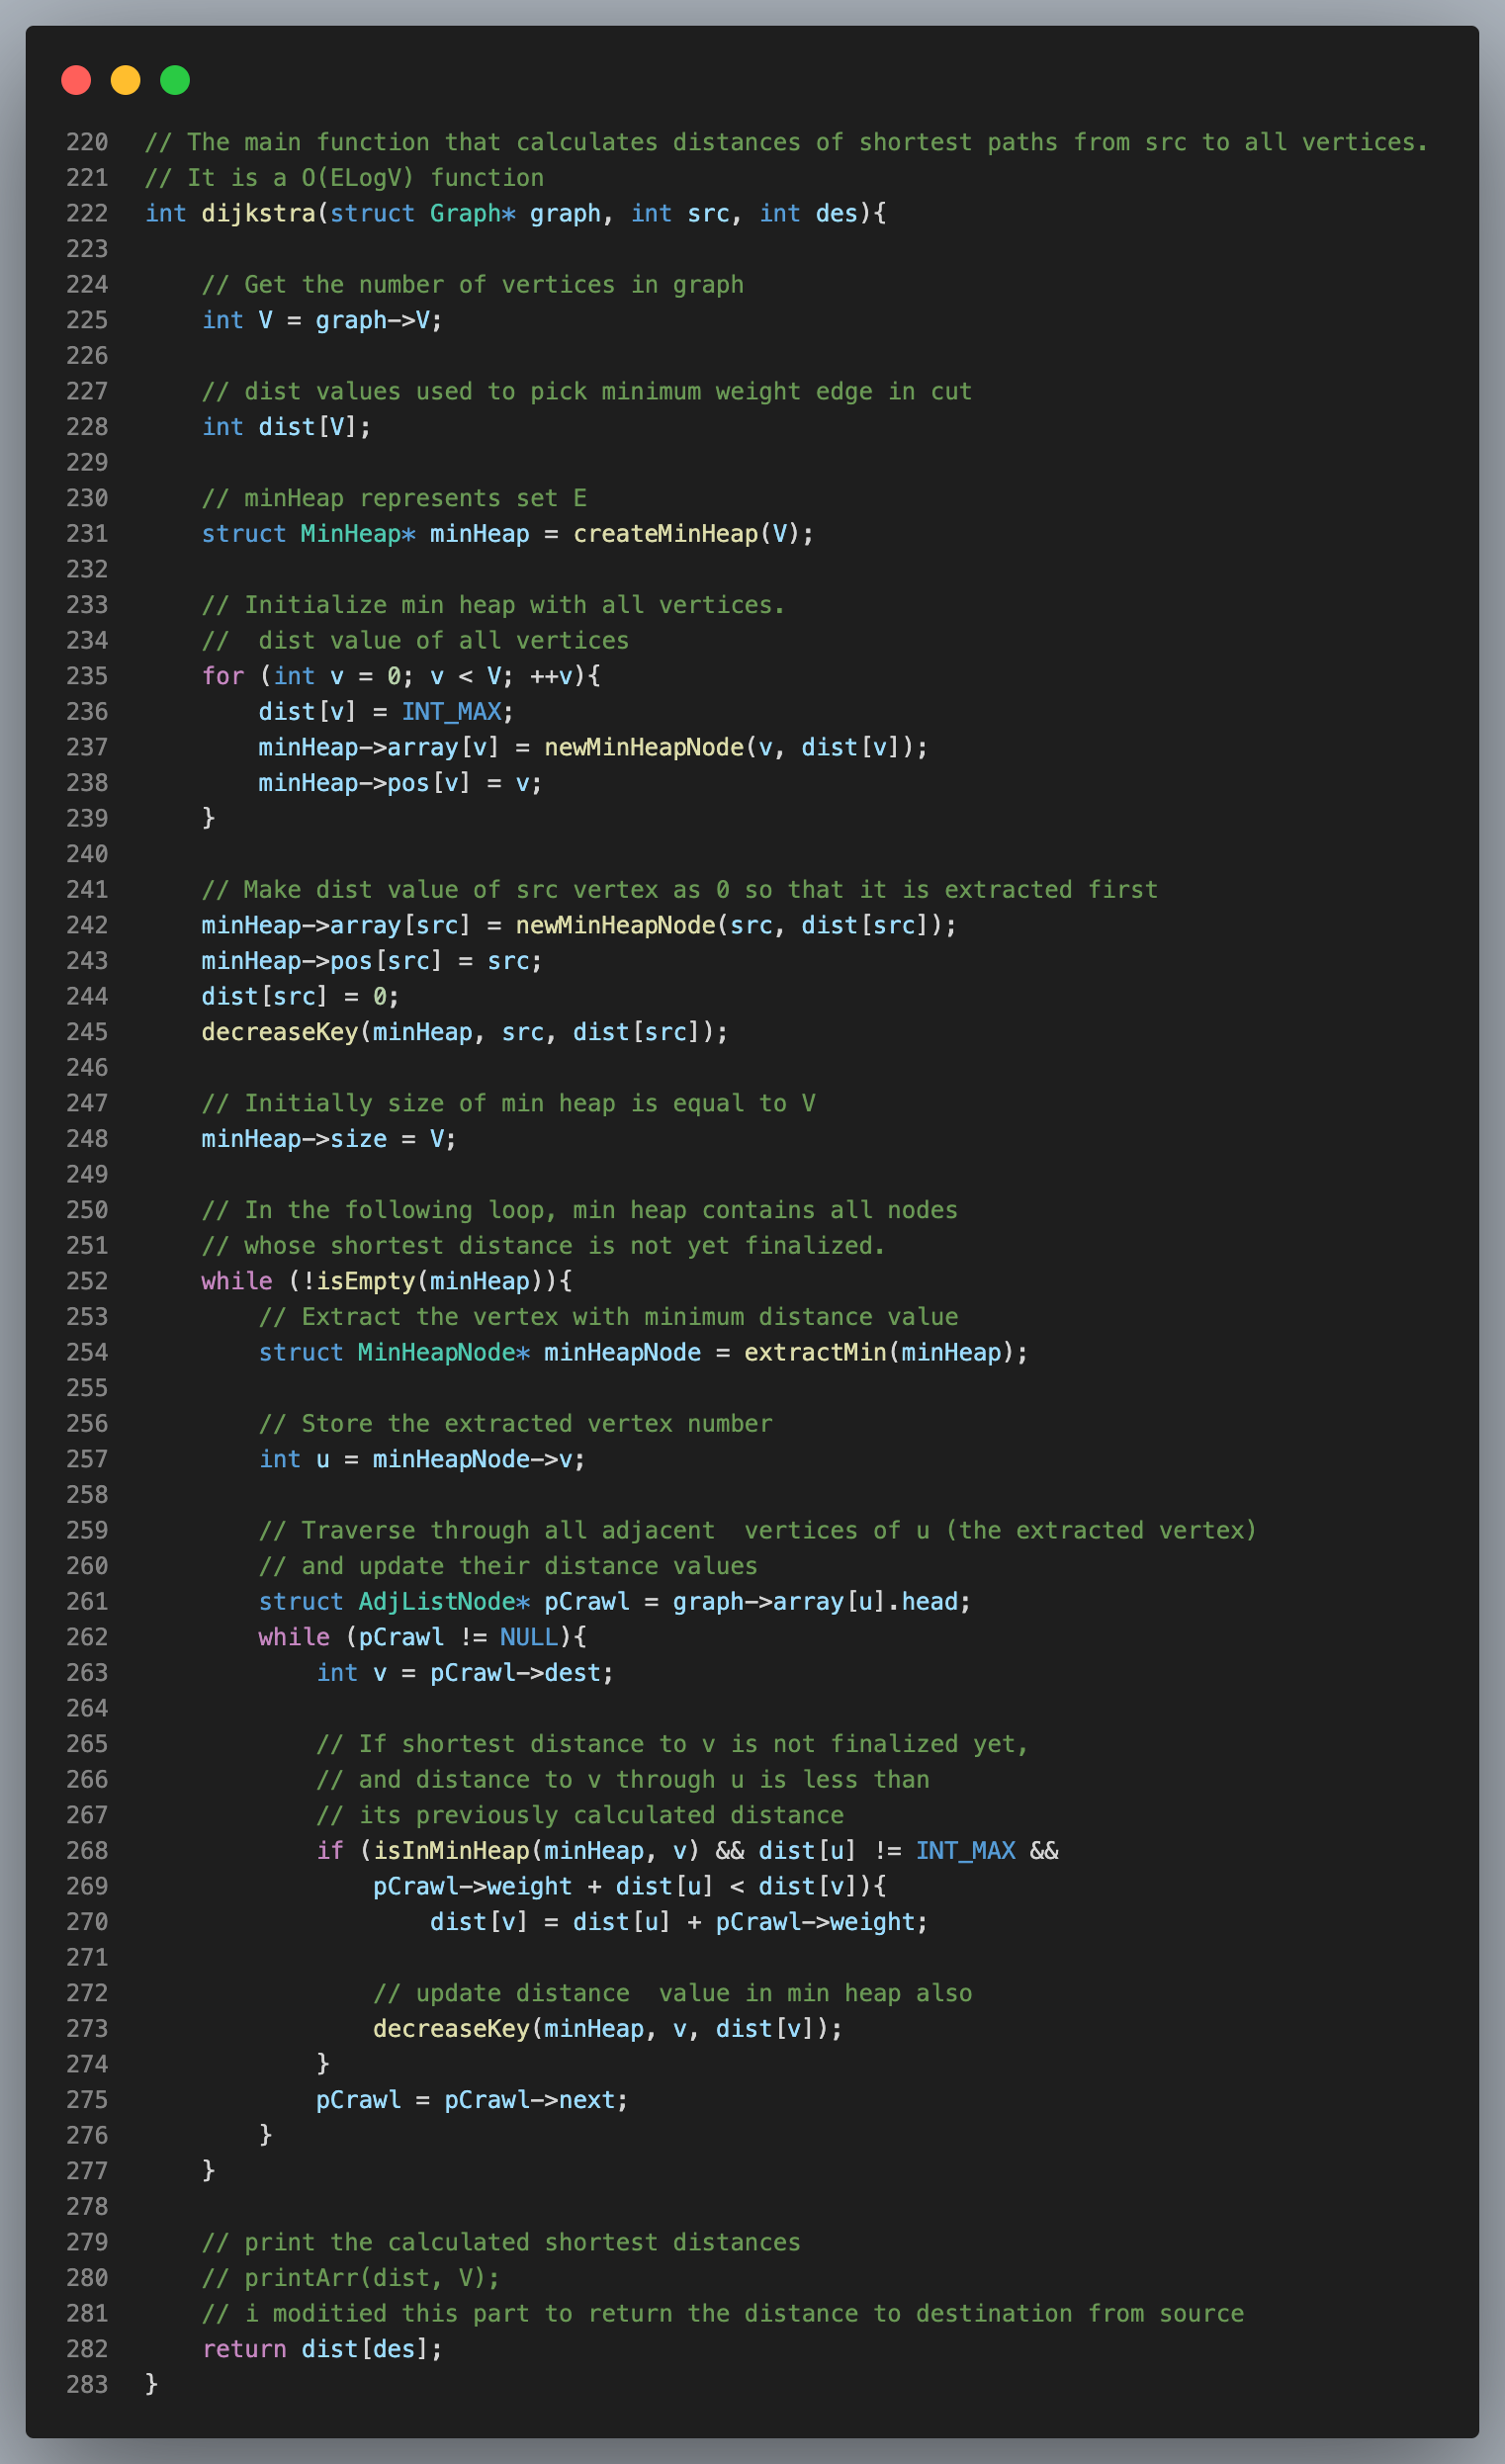 220 // The main function that calculates distances of shortest paths from src to all vertices.
221 // It is a O(ELogV) function
222 int dijkstra(struct Graph* graph, int src, int des){
223
224     // Get the number of vertices in graph
225     int V = graph->V;
226
227     // dist values used to pick minimum weight edge in cut
228     int dist[V];
229
230     // minHeap represents set E
231     struct MinHeap* minHeap = createMinHeap(V);
232
233     // Initialize min heap with all vertices.
234     //  dist value of all vertices
235     for (int v = 0; v < V; ++v){
236         dist[v] = INT_MAX;
237         minHeap->array[v] = newMinHeapNode(v, dist[v]);
238         minHeap->pos[v] = v;
239     }
240
241     // Make dist value of src vertex as 0 so that it is extracted first
242     minHeap->array[src] = newMinHeapNode(src, dist[src]);
243     minHeap->pos[src] = src;
244     dist[src] = 0;
245     decreaseKey(minHeap, src, dist[src]);
246
247     // Initially size of min heap is equal to V
248     minHeap->size = V;
249
250     // In the following loop, min heap contains all nodes
251     // whose shortest distance is not yet finalized.
252     while (!isEmpty(minHeap)){
253         // Extract the vertex with minimum distance value
254         struct MinHeapNode* minHeapNode = extractMin(minHeap);
255
256         // Store the extracted vertex number
257         int u = minHeapNode->v;
258
259         // Traverse through all adjacent  vertices of u (the extracted vertex)
260         // and update their distance values
261         struct AdjListNode* pCrawl = graph->array[u].head;
262         while (pCrawl != NULL){
263             int v = pCrawl->dest;
264
265             // If shortest distance to v is not finalized yet,
266             // and distance to v through u is less than
267             // its previously calculated distance
268             if (isInMinHeap(minHeap, v) && dist[u] != INT_MAX &&
269                 pCrawl->weight + dist[u] < dist[v]){
270                     dist[v] = dist[u] + pCrawl->weight;
271
272                 // update distance  value in min heap also
273                 decreaseKey(minHeap, v, dist[v]);
274             }
275             pCrawl = pCrawl->next;
276         }
277     }
278
279     // print the calculated shortest distances
280     // printArr(dist, V);
281     // i moditied this part to return the distance to destination from source
282     return dist[des];
283 }